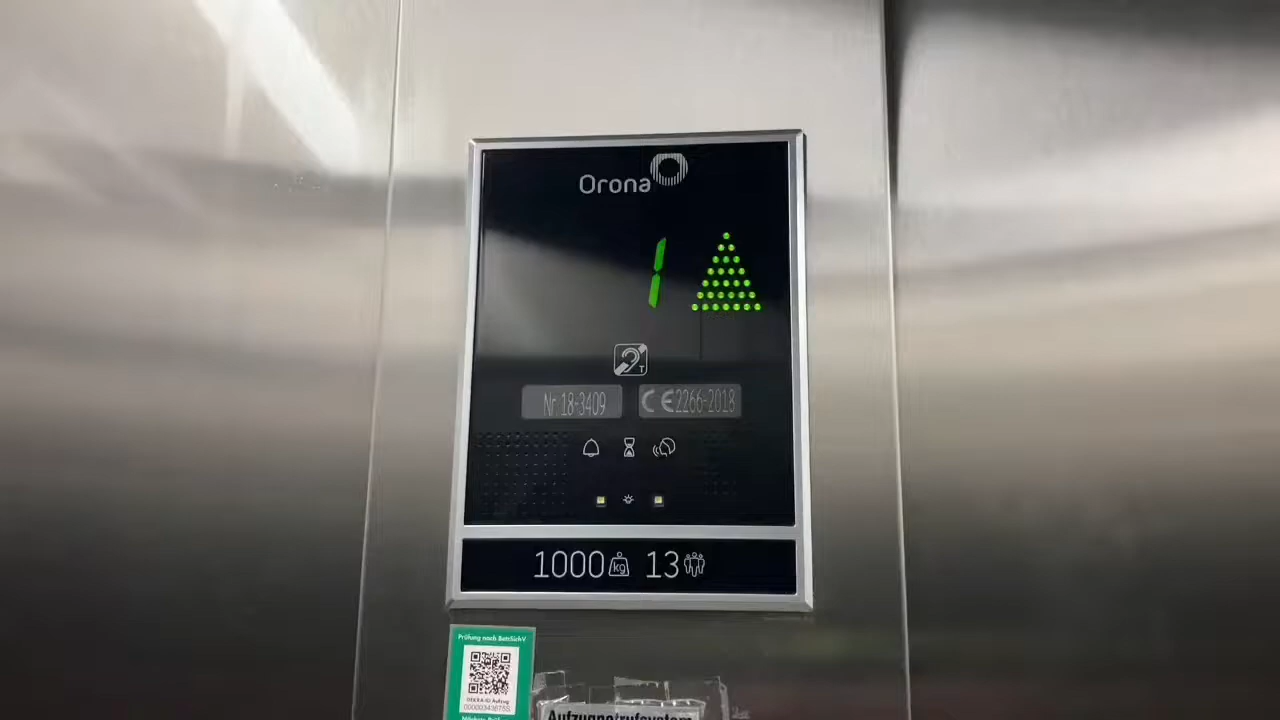 Orona
1
T
Nr. 18-3409
CE 2266-2018
1000 kg 13
Prüfung nach BetrSichV
Aufzugnotrufsystem